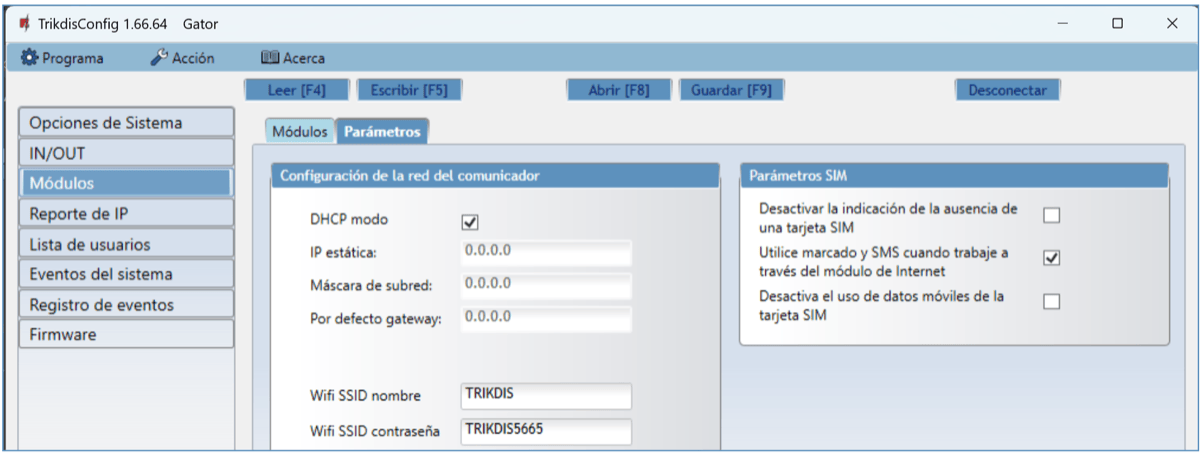 TrikdisConfig 1.66.64 Gator
Programa Acción Acerca
Leer [F4] Escribir [F5] Abrir [F8] Guardar [F9] Desconectar
Opciones de Sistema
IN/OUT
Módulos
Reporte de IP
Lista de usuarios
Eventos del sistema
Registro de eventos
Firmware
Módulos Parámetros
Configuración de la red del comunicador
DHCP modo
IP estática: 0.0.0.0
Máscara de subred: 0.0.0.0
Por defecto gateway: 0.0.0.0
Wifi SSID nombre TRIKDIS
Wifi SSID contraseña TRIKDIS5665
Parámetros SIM
Desactivar la indicación de la ausencia de
una tarjeta SIM
Utilice marcado y SMS cuando trabaje a
través del módulo de Internet
Desactiva el uso de datos móviles de la
tarjeta SIM